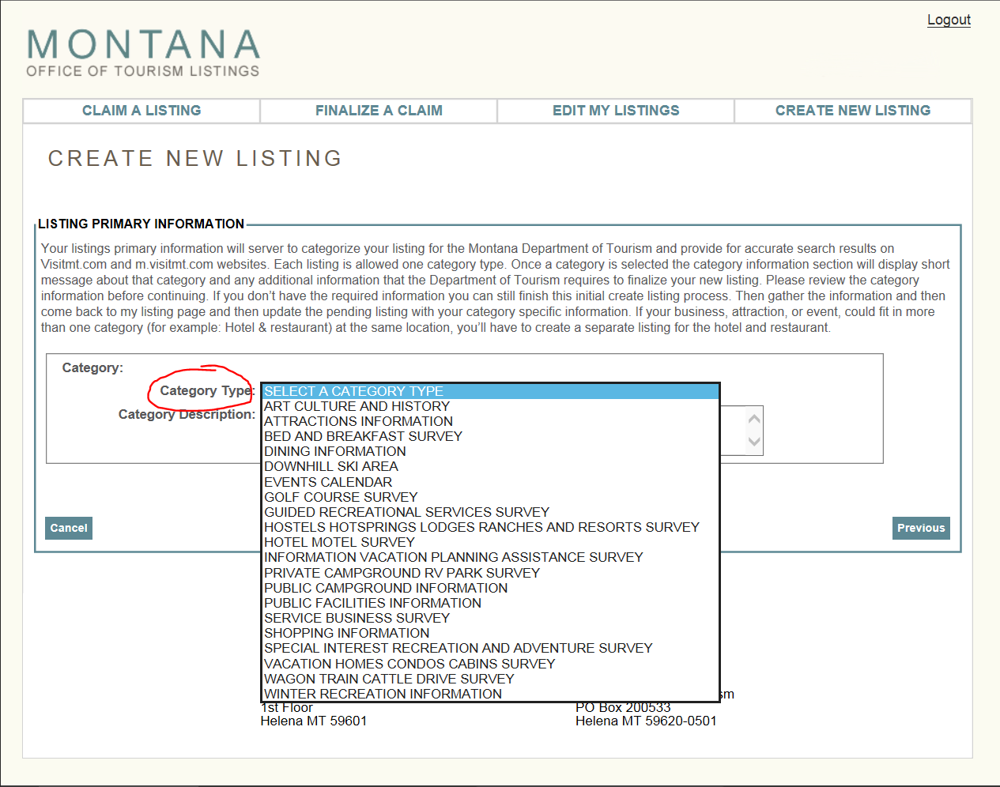 Logout
MONTANA
OFFICE OF TOURISM LISTINGS
CLAIM A LISTING
FINALIZE A CLAIM
EDIT MY LISTINGS
CREATE NEW LISTING
CREATE NEW LISTING
LISTING PRIMARY INFORMATION
Your listings primary information will server to categorize your listing for the Montana Department of Tourism and provide for accurate search results on
Visitmt.com and m.visitmt.com websites. Each listing is allowed one category type. Once a category is selected the category information section will display short
message about that category and any additional information that the Department of Tourism requires to finalize your new listing. Please review the category
information before continuing. If you don't have the required information you can still finish this initial create listing process. Then gather the information and then
come back to my listing page and then update the pending listing with your category specific information. If your business, attraction, or event, could fit in more
than one category (for example: Hotel & restaurant) at the same location, you'll have to create a separate listing for the hotel and restaurant.
Category:
Category Type:
Category Description:
SELECT A CATEGORY TYPE
ART CULTURE AND HISTORY
ATTRACTIONS INFORMATION
BED AND BREAKFAST SURVEY
DINING INFORMATION
DOWNHILL SKI AREA
EVENTS CALENDAR
GOLF COURSE SURVEY
GUIDED RECREATIONAL SERVICES SURVEY
HOSTELS HOTSPRINGS LODGES RANCHES AND RESORTS SURVEY
HOTEL MOTEL SURVEY
INFORMATION VACATION PLANNING ASSISTANCE SURVEY
PRIVATE CAMPGROUND RV PARK SURVEY
PUBLIC CAMPGROUND INFORMATION
PUBLIC FACILITIES INFORMATION
SERVICE BUSINESS SURVEY
SHOPPING INFORMATION
SPECIAL INTEREST RECREATION AND ADVENTURE SURVEY
VACATION HOMES CONDOS CABINS SURVEY
WAGON TRAIN CATTLE DRIVE SURVEY
WINTER RECREATION INFORMATION
Cancel
Previous
1st Floor
Helena MT 59601
PO Box 200533
Helena MT 59620-0501